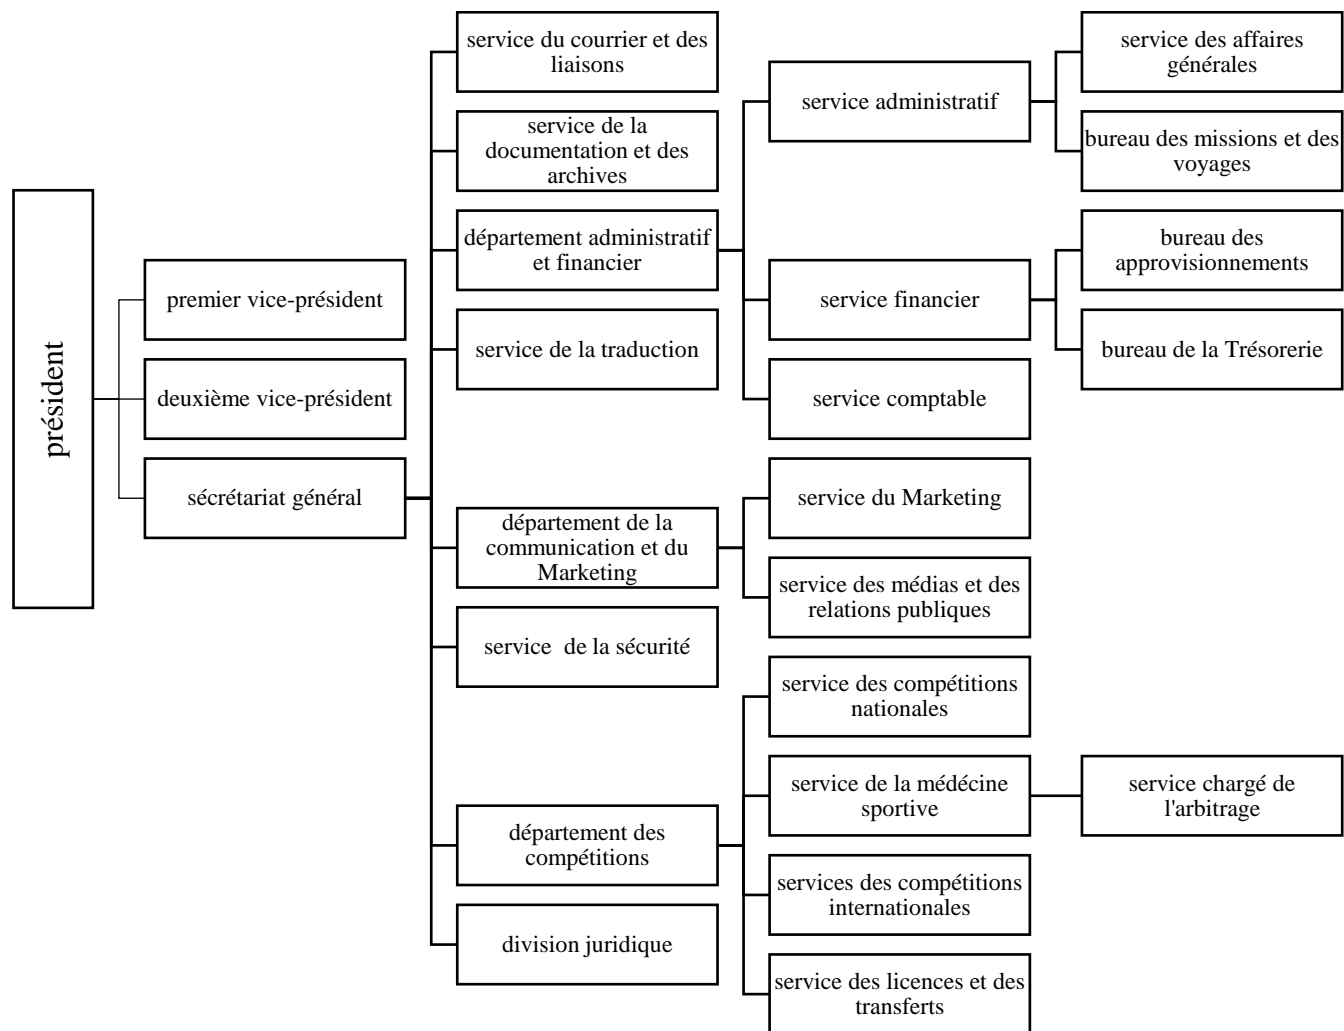 président
premier vice-président
deuxième vice-président
sécrétariat général
service du courrier et des
liaisons
service de la
documentation et des
archives
département administratif
et financier
service de la traduction
département de la
communication et du
Marketing
service  de la sécurité
département des
compétitions
division juridique
service administratif
service financier
service comptable
service du Marketing
service des médias et des
relations publiques
service des compétitions
nationales
service de la médécine
sportive
services des compétitions
internationales
service des licences et des
transferts
service des affaires
générales
bureau des missions et des
voyages
bureau des
approvisionnements
bureau de la Trésorerie
service chargé de
l'arbitrage